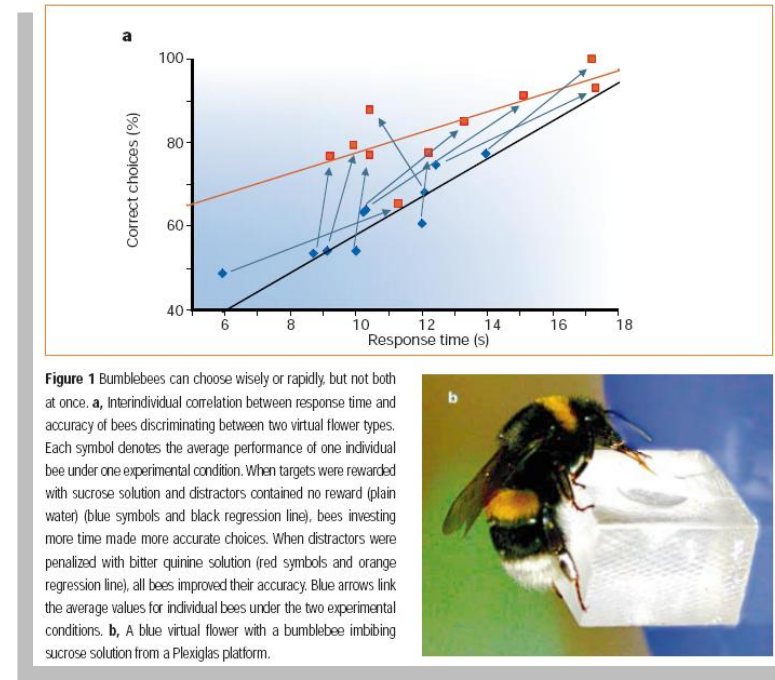 a
100
80
60
40
Correct choices (%)
6 8 10 12 14 16 18
Response time (s)
Figure 1 Bumblebees can choose wisely or rapidly, but not both
at once. a, Interindividual correlation between response time and
accuracy of bees discriminating between two virtual flower types.
Each symbol denotes the average performance of one individual
bee under one experimental condition. When targets were rewarded
with sucrose solution and distractors contained no reward (plain
water) (blue symbols and black regression line), bees investing
more time made more accurate choices. When distractors were
penalized with bitter quinine solution (red symbols and orange
regression line), all bees improved their accuracy. Blue arrows link
the average values for individual bees under the two experimental
conditions. b, A blue virtual flower with a bumblebee imbibing
sucrose solution from a Plexiglas platform.
b